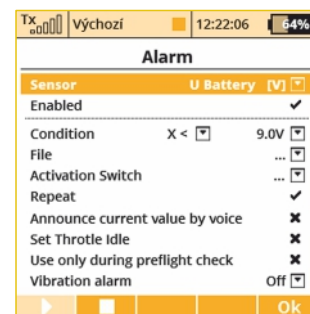 Tx Výchozí 12:22:06 64%
Alarm
Sensor U Battery [V]
Enabled ✔
Condition X < 9.0V
File ...
Activation Switch ...
Repeat ✔
Announce current value by voice ✖
Set Throtle Idle ✖
Use only during preflight check ✖
Vibration alarm Off
Ok